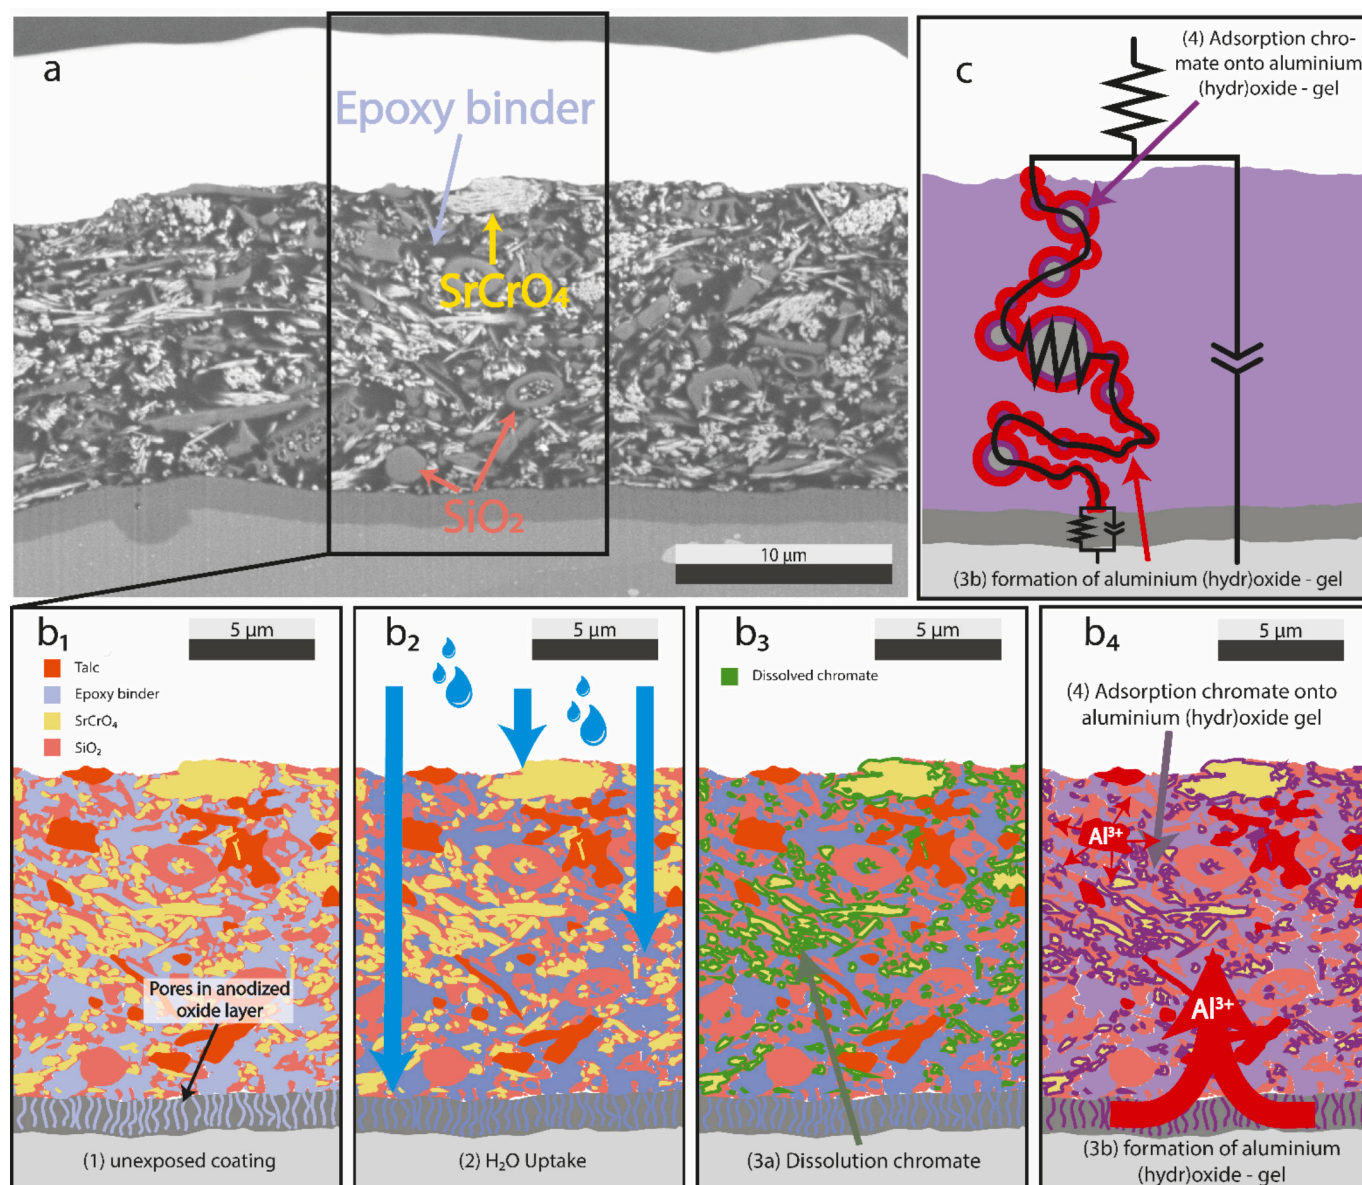 a
Epoxy binder
SrCrO₄
SiO₂
10 µm
c
(4) Adsorption chro-
mate onto aluminium
(hydr)oxide - gel
(3b) formation of aluminium (hydr)oxide - gel
b₁
5 µm
Talc
Epoxy binder
SrCrO₄
SiO₂
Pores in anodized
oxide layer
(1) unexposed coating
b₂
5 µm
(2) H₂O Uptake
b₃
5 µm
Dissolved chromate
(3a) Dissolution chromate
b₄
5 µm
(4) Adsorption chromate onto
aluminium (hydr)oxide gel
Al³⁺
Al³⁺
(3b) formation of aluminium
(hydr)oxide - gel